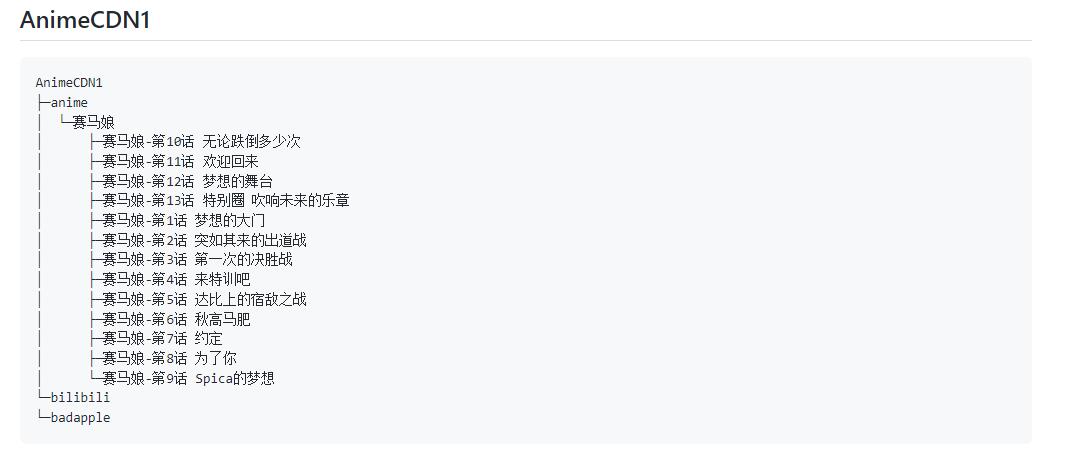 AnimeCDN1
AnimeCDN1
├─anime
│  └─赛马娘
│      ├─赛马娘-第10话 无论跌倒多少次
│      ├─赛马娘-第11话 欢迎回来
│      ├─赛马娘-第12话 梦想的舞台
│      ├─赛马娘-第13话 特别圈 吹响未来的乐章
│      ├─赛马娘-第1话 梦想的大门
│      ├─赛马娘-第2话 突如其来的出道战
│      ├─赛马娘-第3话 第一次的决胜战
│      ├─赛马娘-第4话 来特训吧
│      ├─赛马娘-第5话 达比上的宿敌之战
│      ├─赛马娘-第6话 秋高马肥
│      ├─赛马娘-第7话 约定
│      ├─赛马娘-第8话 为了你
│      └─赛马娘-第9话 Spica的梦想
└─bilibili
└─badapple